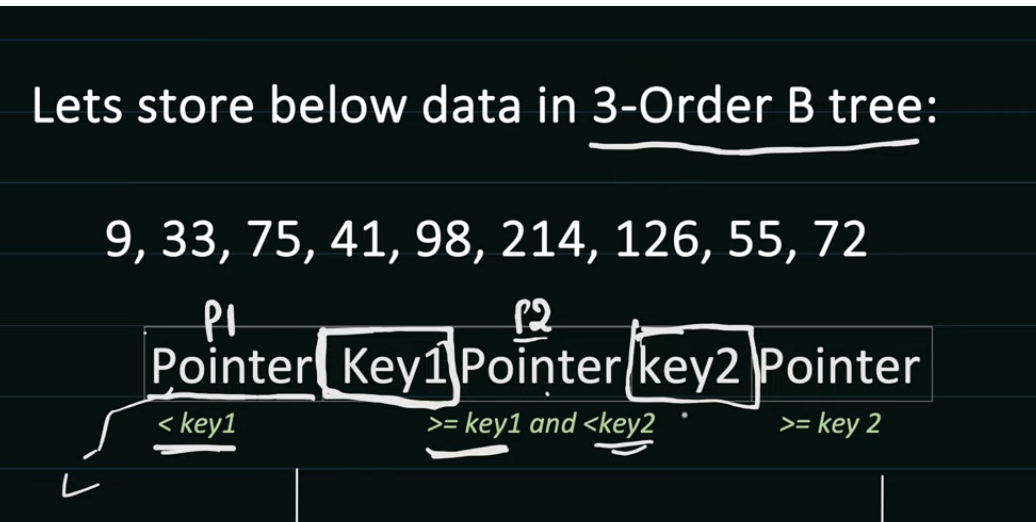 Lets store below data in 3-Order B tree:
9, 33, 75, 41, 98, 214, 126, 55, 72
P1 P2
Pointer Key1 Pointer key2 Pointer
< key1 >= key1 and <key2 >= key 2